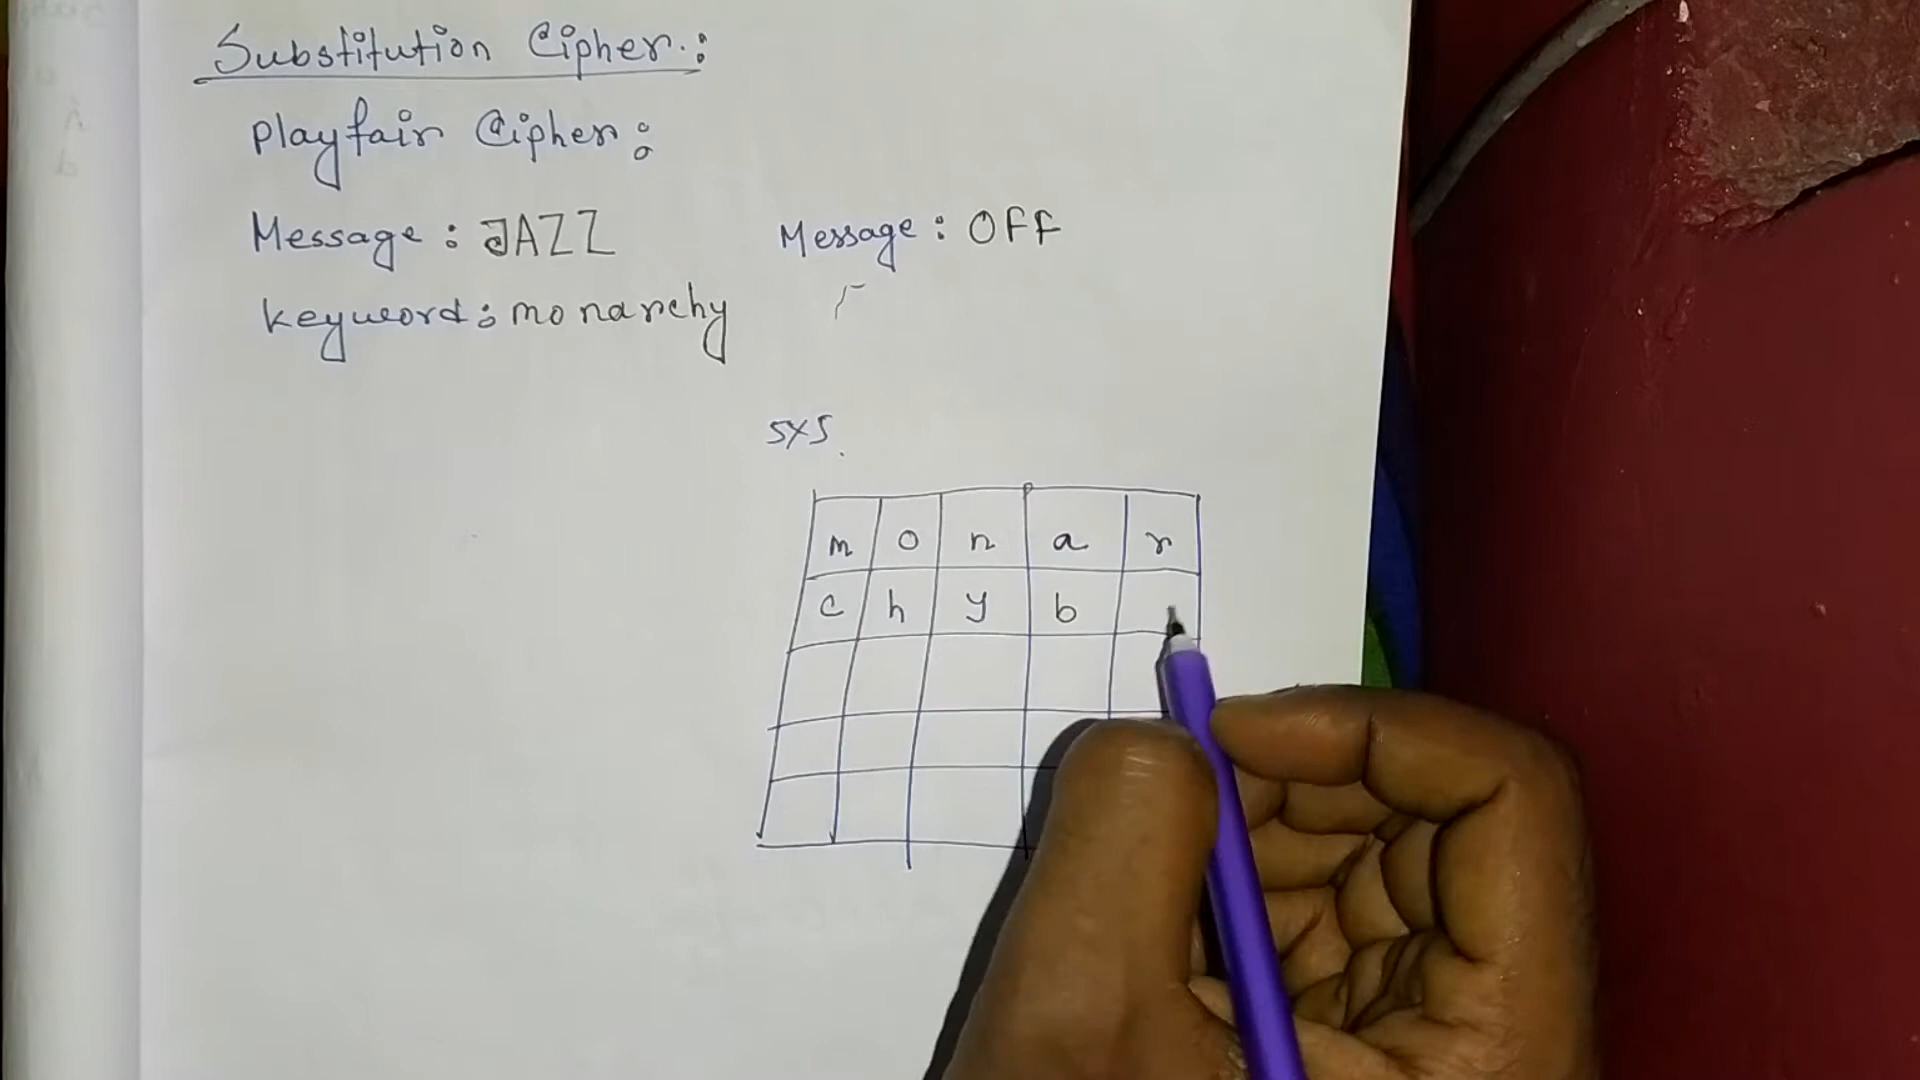 Substitution Cipher:
Playfair Cipher:
Message: JAZZ
Message: OFF
keyword: monarchy
5x5
m o n a r
c h y b